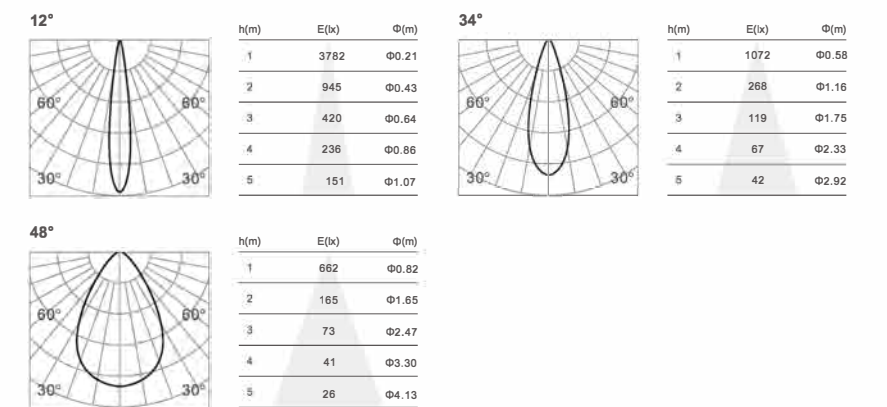 12°
60° 60°
30° 30°
h(m) E(lx) Φ(m)
1 3782 Φ0.21
2 945 Φ0.43
3 420 Φ0.64
4 236 Φ0.86
5 151 Φ1.07
34°
60° 60°
30° 30°
h(m) E(lx) Φ(m)
1 1072 Φ0.58
2 268 Φ1.16
3 119 Φ1.75
4 67 Φ2.33
5 42 Φ2.92
48°
60° 60°
30° 30°
h(m) E(lx) Φ(m)
1 662 Φ0.82
2 165 Φ1.65
3 73 Φ2.47
4 41 Φ3.30
5 26 Φ4.13